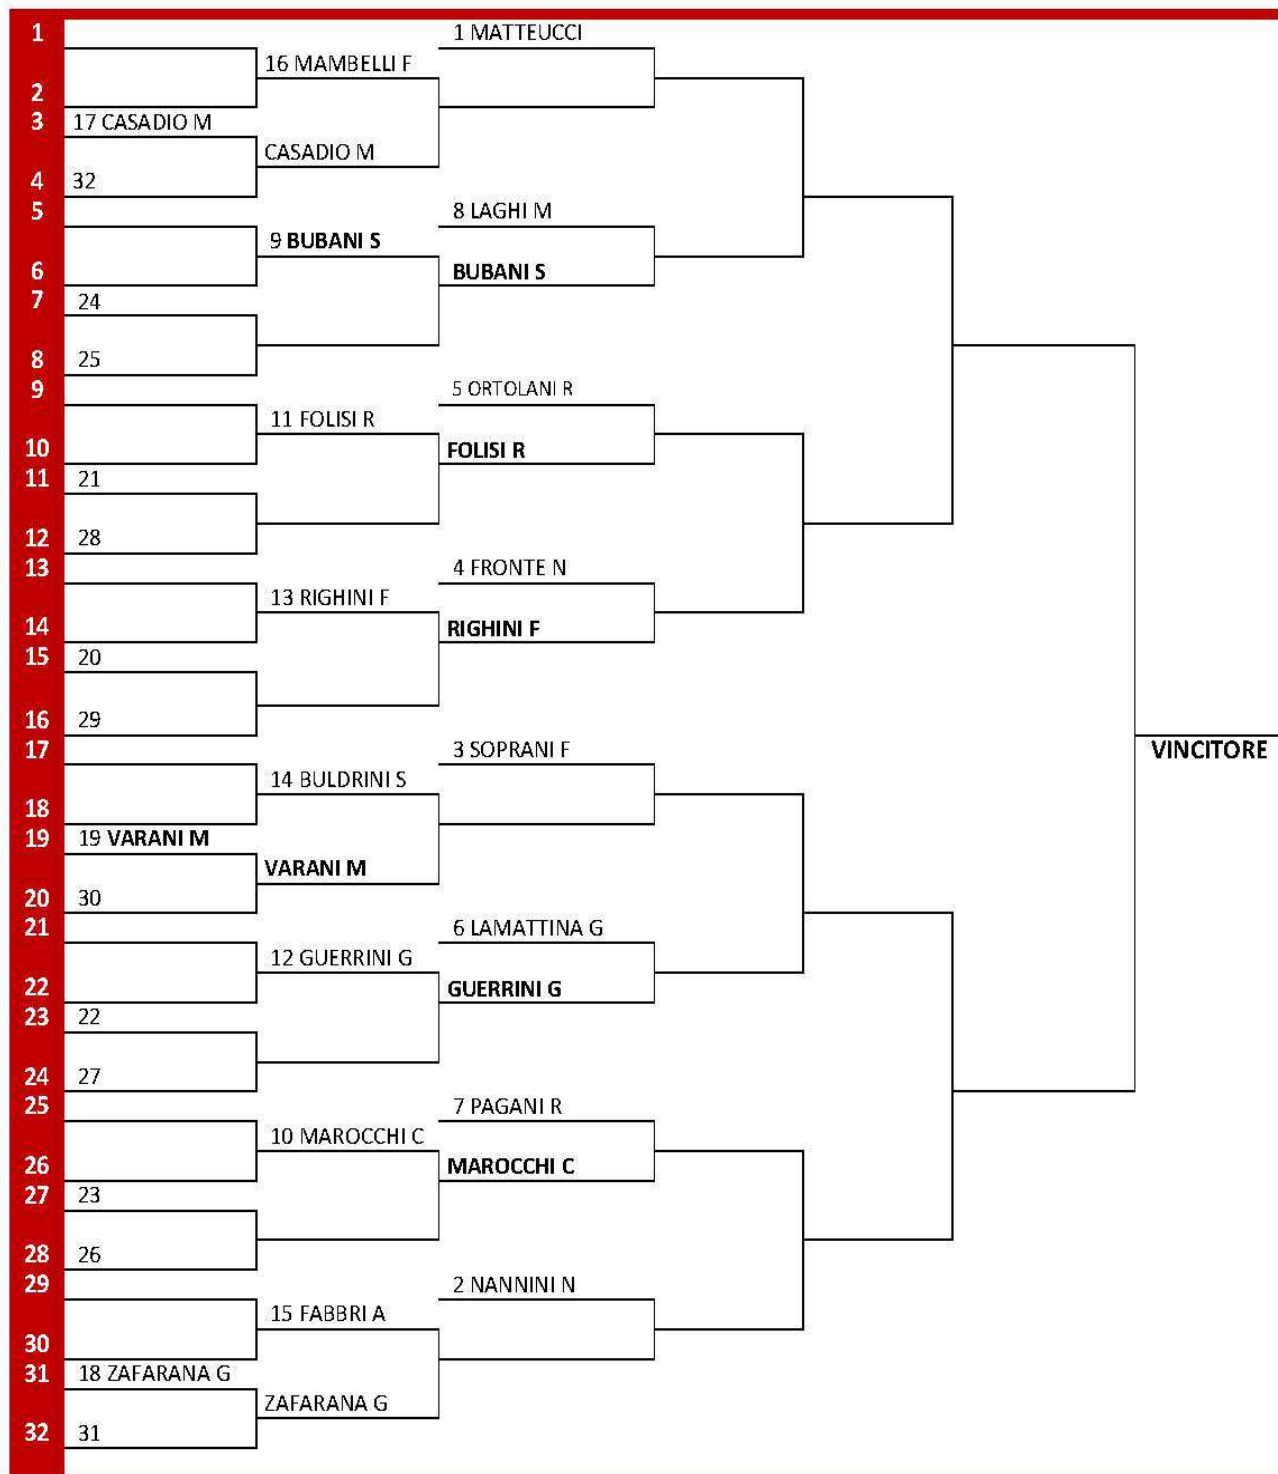 1
1 MATTEUCCI
16 MAMBELLI F
2
3
17 CASADIO M
CASADIO M
4
32
5
8 LAGHI M
9 BUBANI S
6
BUBANI S
7
24
8
25
9
5 ORTOLANI R
11 FOLISI R
10
FOLISI R
11
21
12
28
13
4 FRONTE N
13 RIGHINI F
14
RIGHINI F
15
20
16
29
17
3 SOPRANI F
VINCITORE
14 BULDRINI S
18
19
19 VARANI M
VARANI M
20
30
21
6 LAMATTINA G
12 GUERRINI G
22
GUERRINI G
23
22
24
27
25
7 PAGANI R
10 MAROCCHI C
26
MAROCCHI C
27
23
28
26
29
2 NANNINI N
15 FABBRI A
30
31
18 ZAFARANA G
ZAFARANA G
32
31